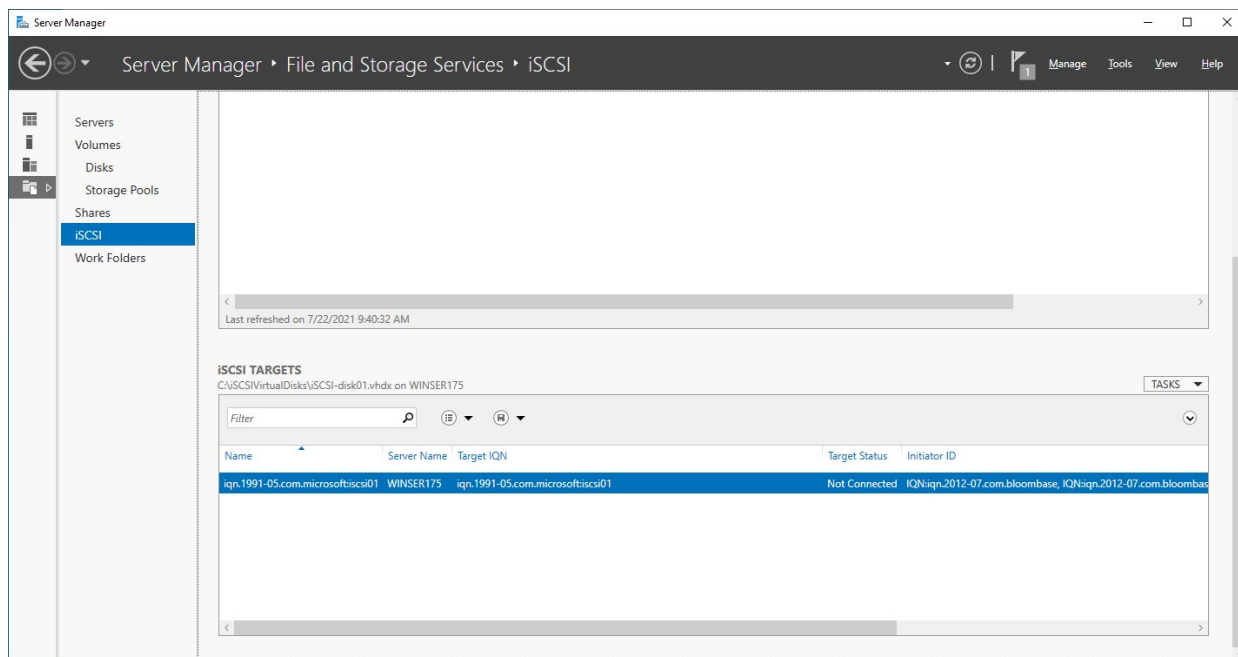 Server Manager
Server Manager ‣ File and Storage Services ‣ iSCSI
1
Manage Tools View Help
Servers
Volumes
Disks
Storage Pools
Shares
iSCSI
Work Folders
Last refreshed on 7/22/2021 9:40:32 AM
iSCSI TARGETS
C:\iSCSIVirtualDisks\iSCSI-disk01.vhdx on WINSER175
TASKS
Filter
Name Server Name Target IQN Target Status Initiator ID
iqn.1991-05.com.microsoft:iscsi01 WINSER175 iqn.1991-05.com.microsoft:iscsi01 Not Connected IQN:iqn.2012-07.com.bloombase, IQN:iqn.2012-07.com.bloombas